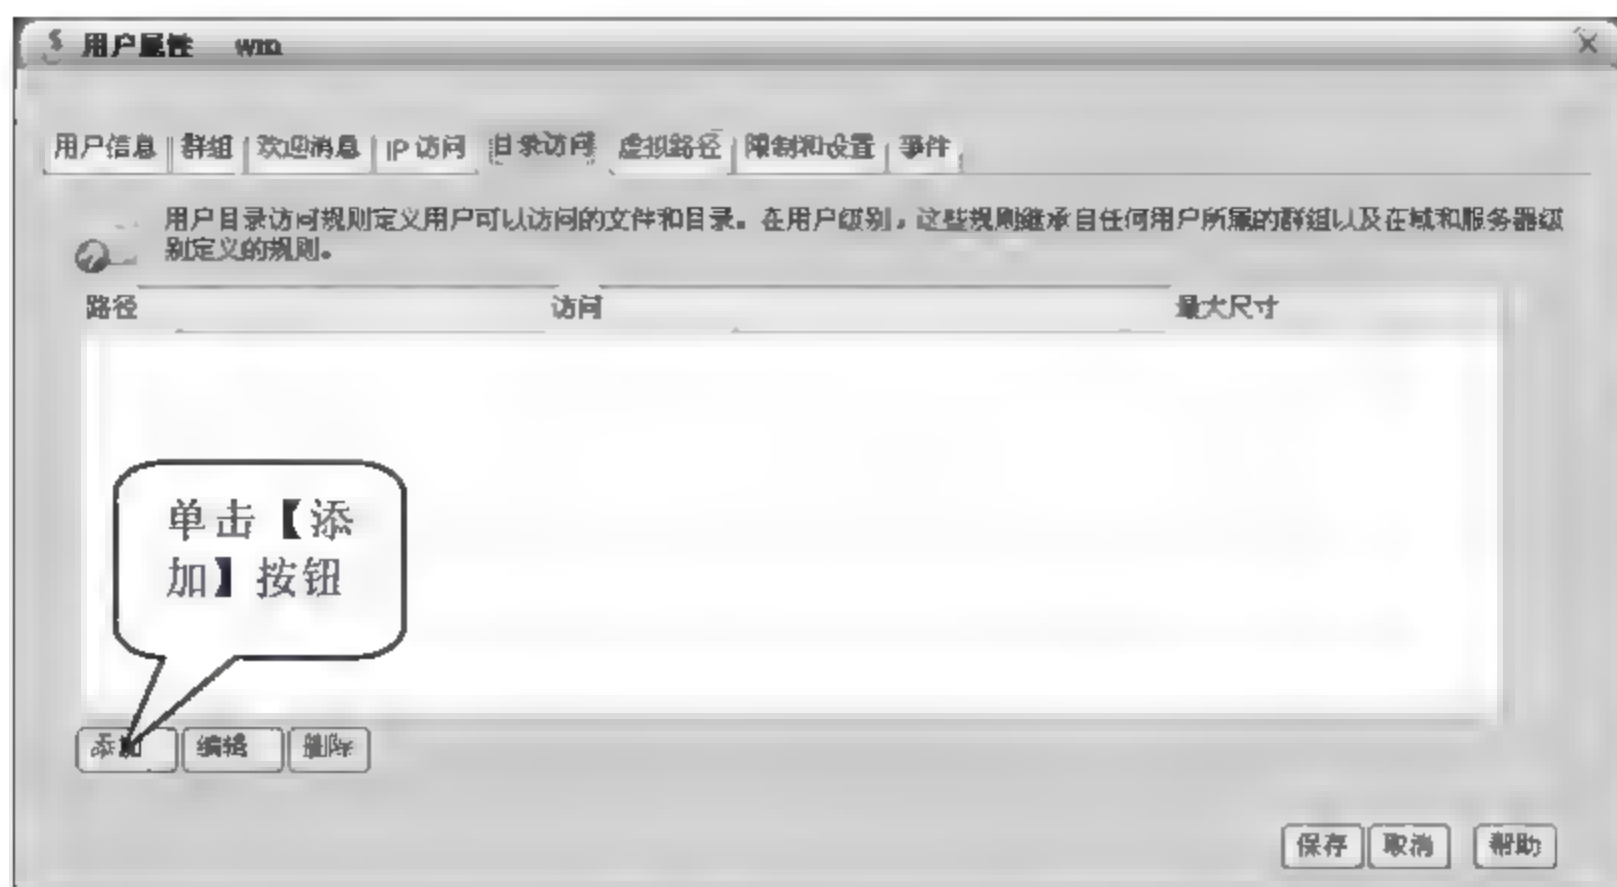 用户属性 wm
用户信息 群组 欢迎消息 IP 访问 目录访问 虚拟路径 限制和设置 事件
用户目录访问规则定义用户可以访问的文件和目录。在用户级别，这些规则继承自任何用户所属的群组以及在域和服务器级
别定义的规则。
路径 访问 最大尺寸
单击【添
加】按钮
添加 编辑 删除
保存 取消 帮助